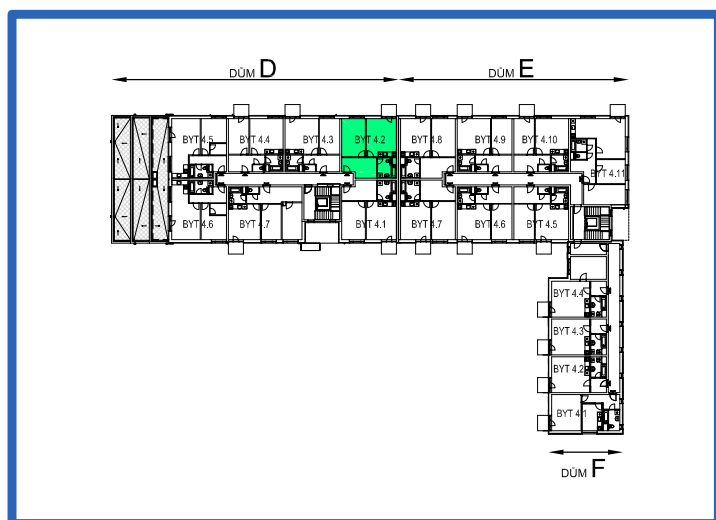 DŮM D
DŮM E
BYT 4.5
BYT 4.4
BYT 4.3
BYT 4.2
BYT 4.8
BYT 4.9
BYT 4.10
BYT 4.11
BYT 4.6
BYT 4.7
BYT 4.1
BYT 4.7
BYT 4.6
BYT 4.5
BYT 4.4
BYT 4.3
BYT 4.2
BYT 4.1
DŮM F